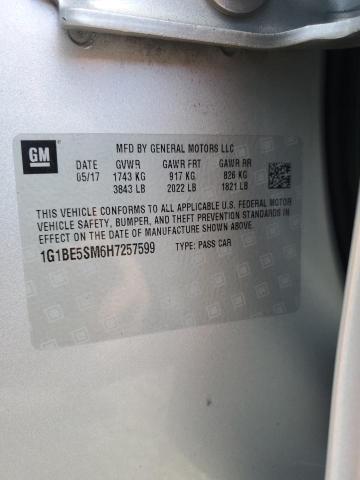 GM
MFD BY GENERAL MOTORS LLC
DATE GVWR GAWR FRT GAWR RR
05/17 1743 KG 917 KG 826 KG
3843 LB 2022 LB 1821 LB
THIS VEHICLE CONFORMS TO ALL APPLICABLE U.S. FEDERAL MOTOR
VEHICLE SAFETY, BUMPER, AND THEFT PREVENTION STANDARDS IN
EFFECT ON THE DATE OF MANUFACTURE SHOWN ABOVE.
1G1BE5SM6H7257599 TYPE: PASS CAR